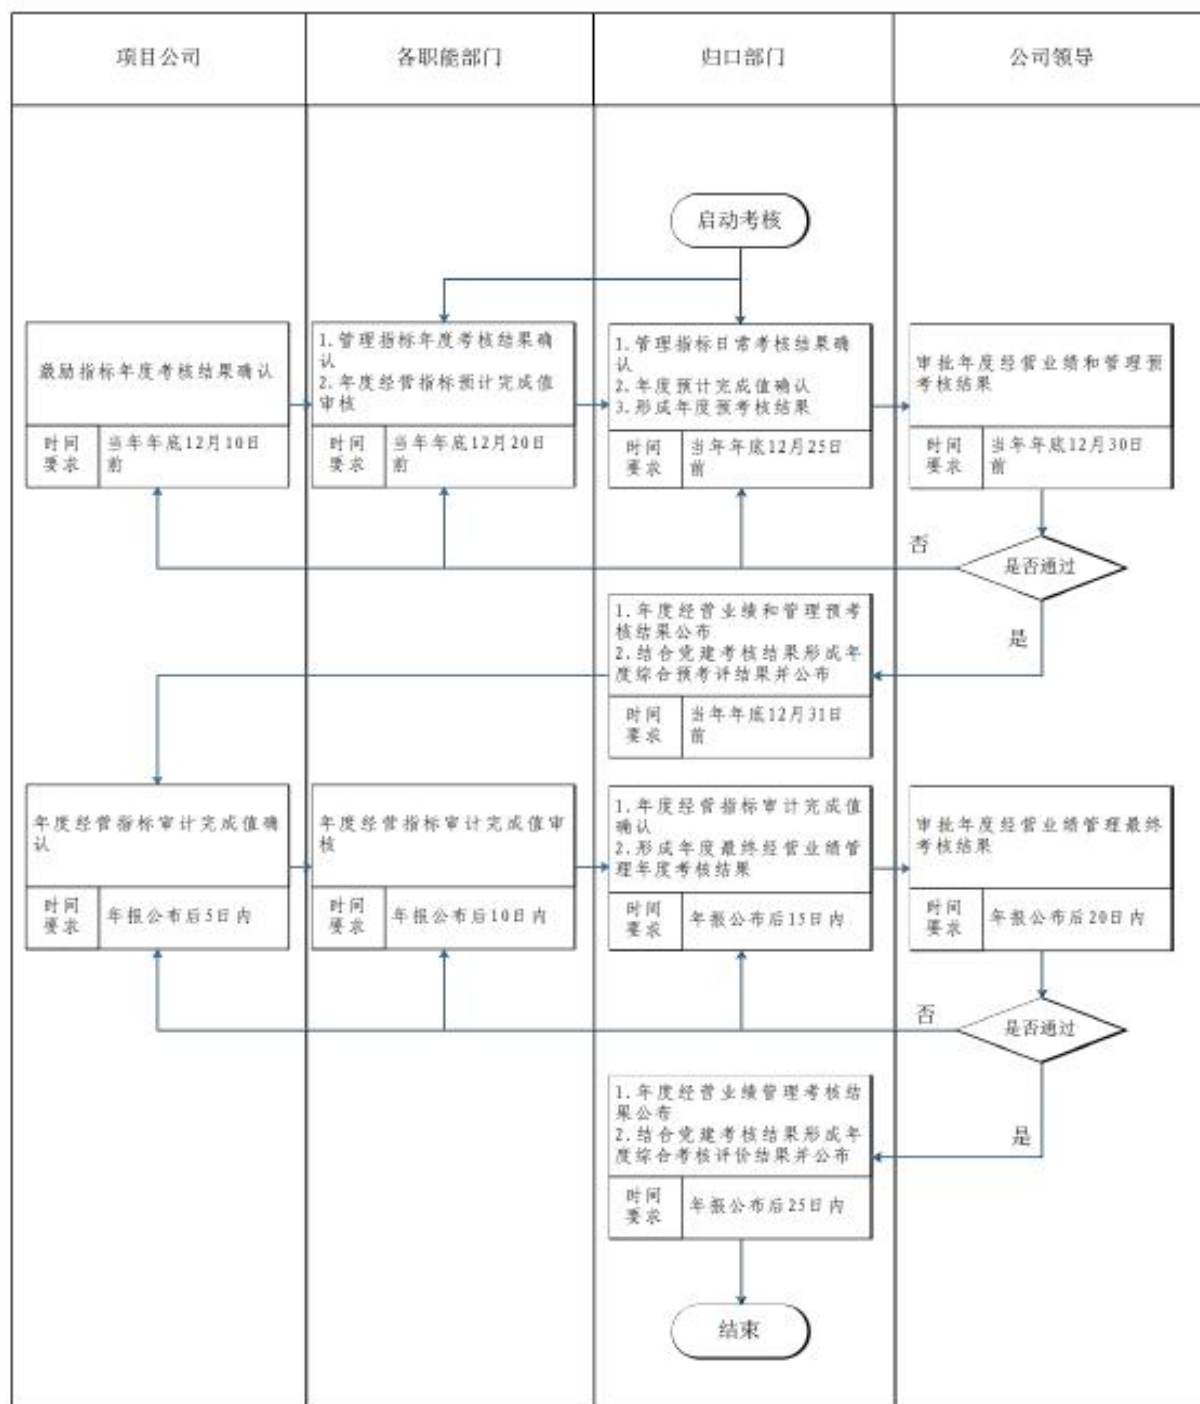 项目公司
各职能部门
归口部门
公司领导
启动考核
激励指标年度考核结果确认
时间
要求
当年年底12月10日
前
1.管理指标年度考核结果确
认
2.年度经营指标预计完成值
审核
时间
要求
当年年底12月20日
前
1.管理指标日常考核结果确
认
2.年度预计完成值确认
3.形成年度预考核结果
时间
要求
当年年底12月25日
前
审批年度经营业绩和管理预
考核结果
时间
要求
当年年底12月30日
前
否
是否通过
是
1.年度经营业绩和管理预考
核结果公布
2.结合党建考核结果形成年
度综合预考评结果并公布
时间
要求
当年年底12月31日
前
年度经营指标审计完成值确
认
时间
要求
年报公布后5日内
年度经营指标审计完成值审
核
时间
要求
年报公布后10日内
1.年度经营指标审计完成值
确认
2.形成年度最终经营业绩管
理年度考核结果
时间
要求
年报公布后15日内
审批年度经营业绩管理最终
考核结果
时间
要求
年报公布后20日内
否
是否通过
是
1.年度经营业绩管理考核结
果公布
2.结合党建考核结果形成年
度综合考核评价结果并公布
时间
要求
年报公布后25日内
结束